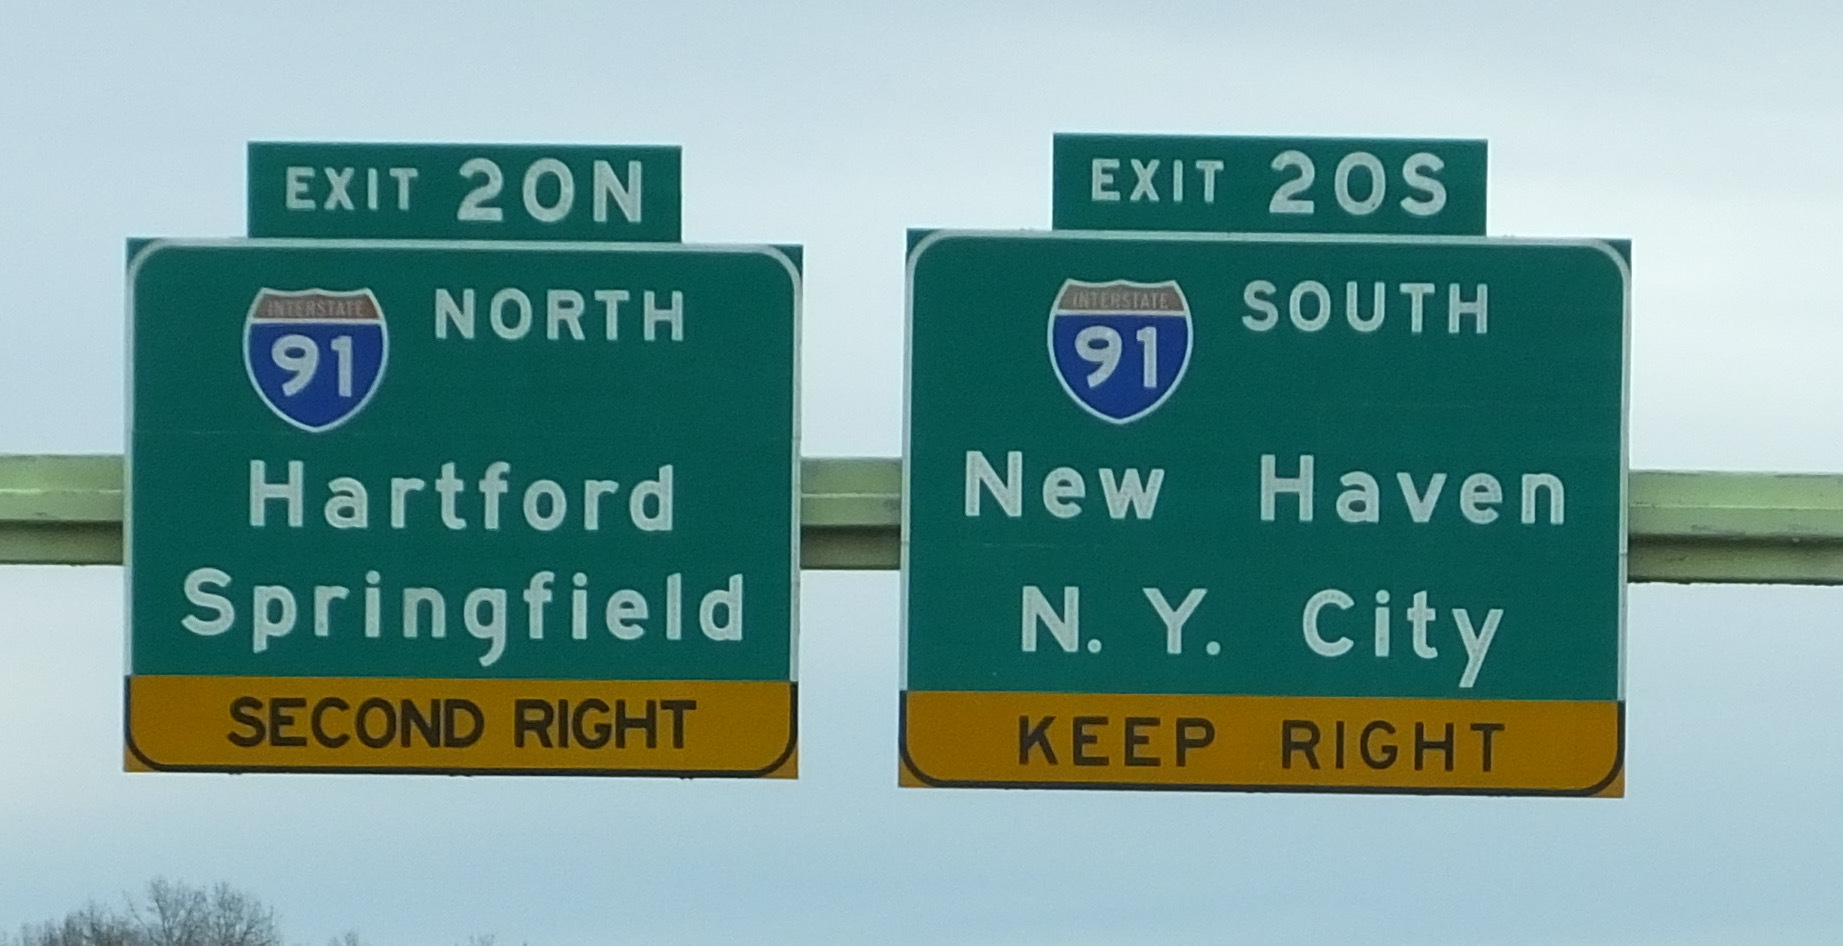 EXIT 20N
INTERSTATE
91
NORTH
Hartford
Springfield
SECOND RIGHT
EXIT 20S
INTERSTATE
91
SOUTH
New Haven
N. Y. City
KEEP RIGHT